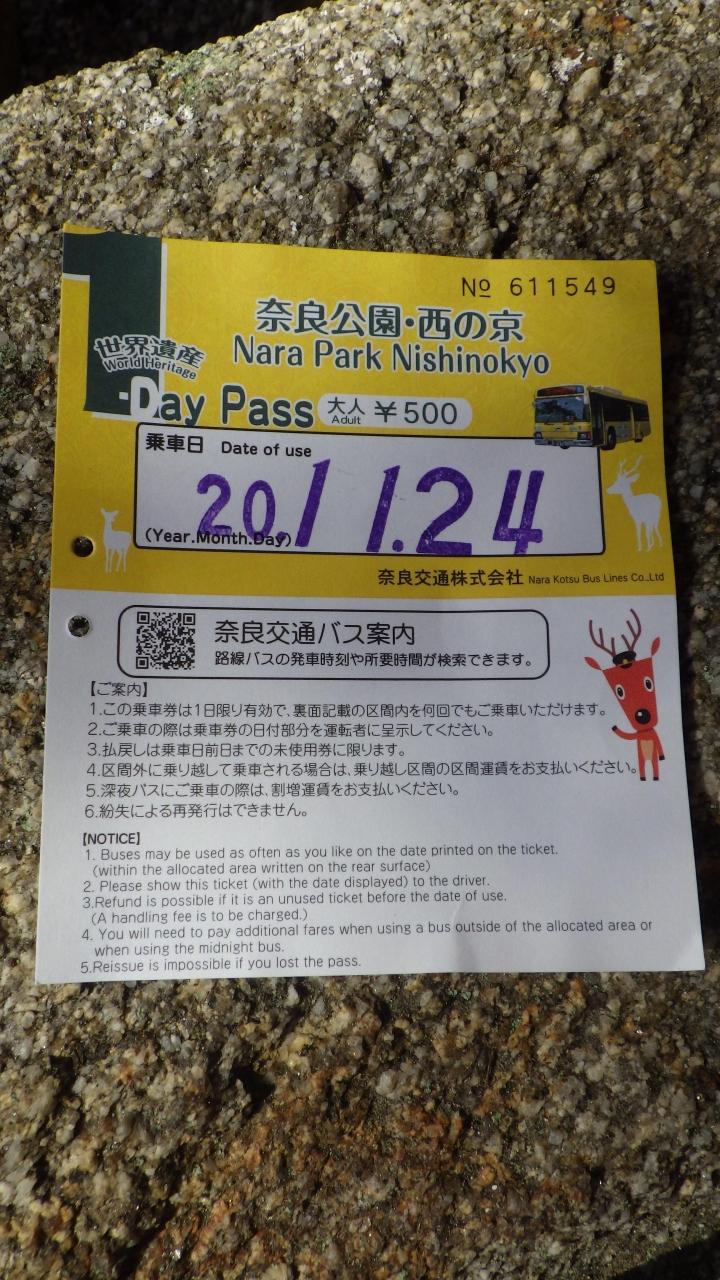 № 611549
1
奈良公園・西の京
世界遺産
World Heritage
Nara Park Nishinokyo
-Day Pass 大人 Adult ¥500
乗車日 Date of use
20.11.24
(Year.Month.Day)
奈良交通株式会社 Nara Kotsu Bus Lines Co.,Ltd
奈良交通バス案内
路線バスの発車時刻や所要時間が検索できます。
【ご案内】
1.この乗車券は1日限り有効で、裏面記載の区間内を何回でもご乗車いただけます。
2.ご乗車の際は乗車券の日付部分を運転者に呈示してください。
3.払戻しは乗車日前日までの未使用券に限ります。
4.区間外に乗り越して乗車される場合は、乗り越し区間の区間運賃をお支払いください。
5.深夜バスにご乗車の際は、割増運賃をお支払いください。
6.紛失による再発行はできません。
【NOTICE】
1. Buses may be used as often as you like on the date printed on the ticket.
(within the allocated area written on the rear surface)
2. Please show this ticket (with the date displayed) to the driver.
3.Refund is possible if it is an unused ticket before the date of use.
(A handling fee is to be charged.)
4. You will need to pay additional fares when using a bus outside of the allocated area or
when using the midnight bus.
5.Reissue is impossible if you lost the pass.